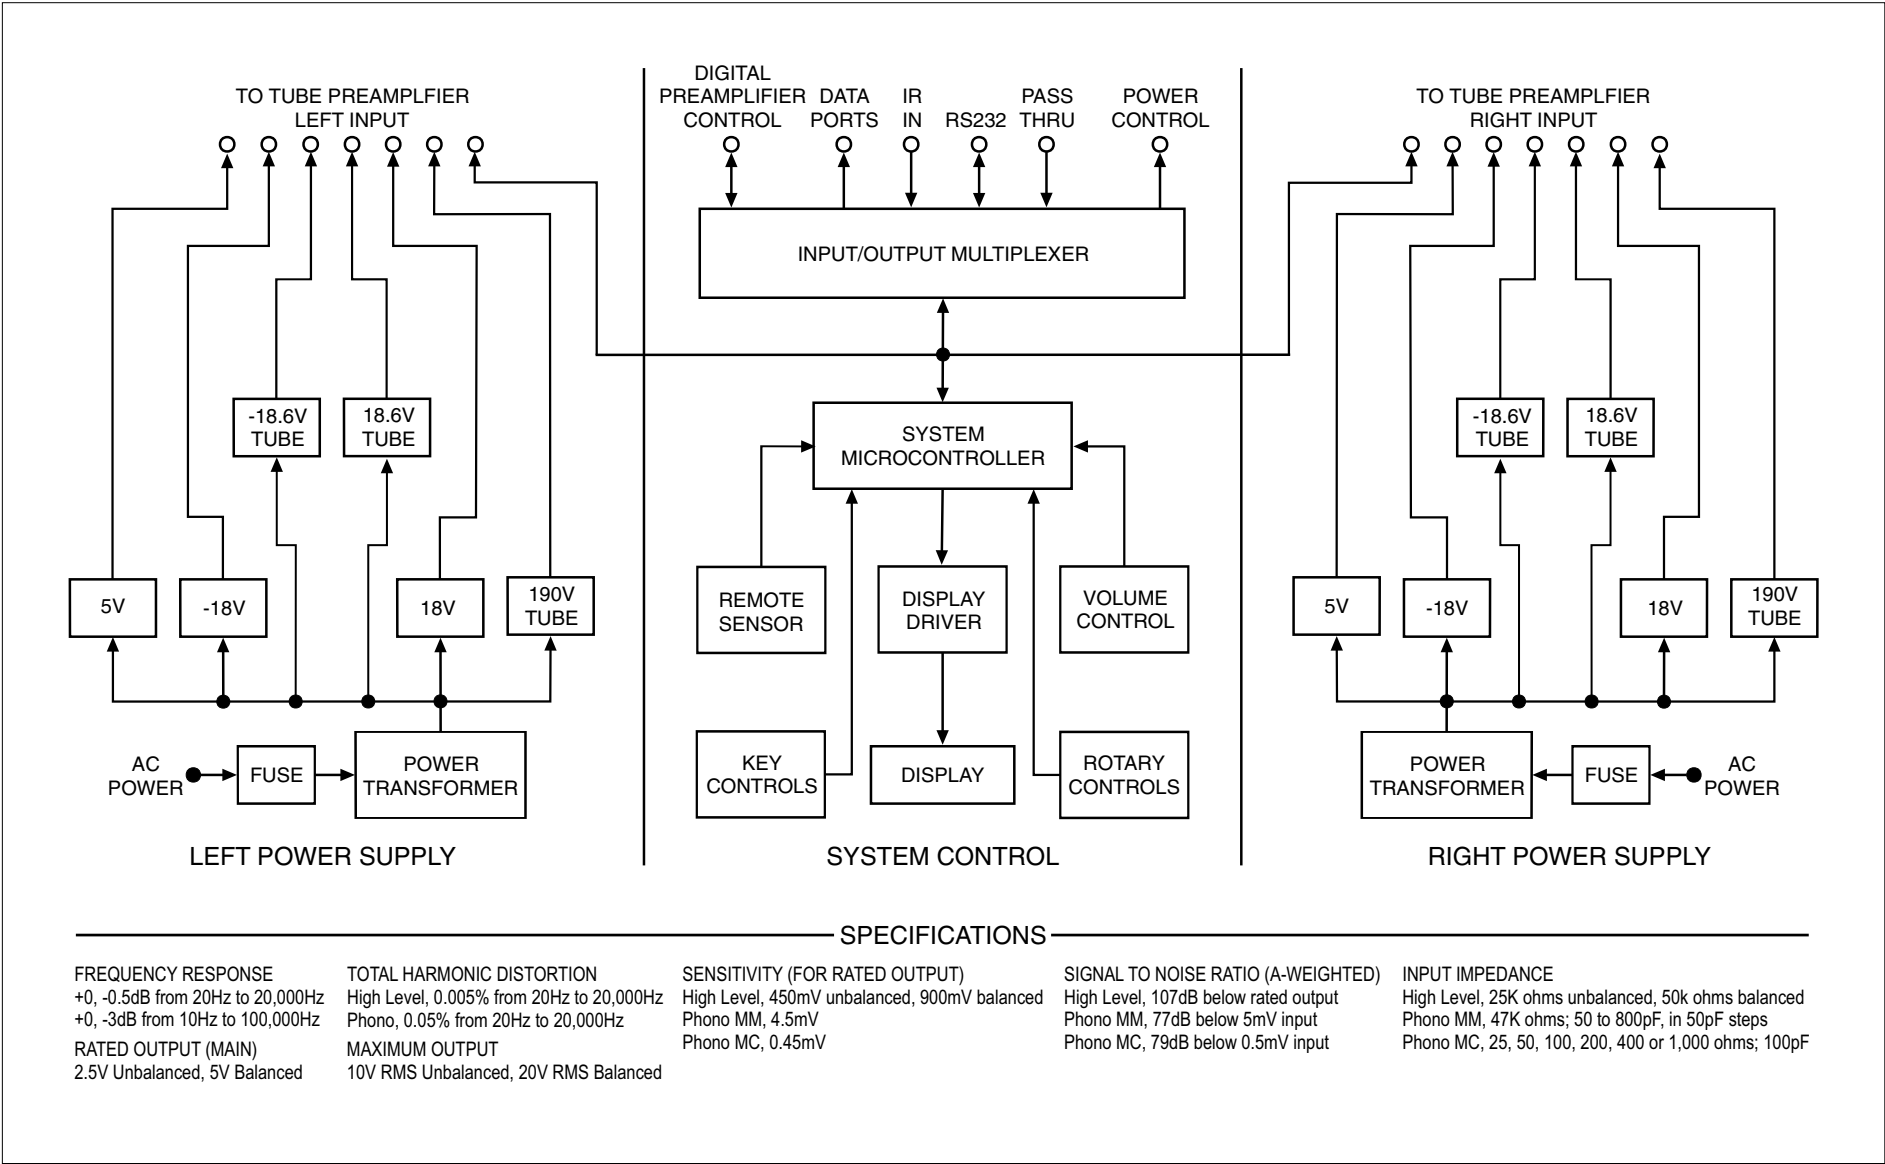 TO TUBE PREAMPLFIER
LEFT INPUT
DIGITAL
PREAMPLIFIER
CONTROL
DATA
PORTS
IR
IN
RS232
PASS
THRU
POWER
CONTROL
TO TUBE PREAMPLFIER
RIGHT INPUT
INPUT/OUTPUT MULTIPLEXER
-18.6V
TUBE
18.6V
TUBE
SYSTEM
MICROCONTROLLER
-18.6V
TUBE
18.6V
TUBE
5V
-18V
18V
190V
TUBE
REMOTE
SENSOR
DISPLAY
DRIVER
VOLUME
CONTROL
5V
-18V
18V
190V
TUBE
AC
POWER
FUSE
POWER
TRANSFORMER
KEY
CONTROLS
DISPLAY
ROTARY
CONTROLS
POWER
TRANSFORMER
FUSE
AC
POWER
LEFT POWER SUPPLY
SYSTEM CONTROL
RIGHT POWER SUPPLY
SPECIFICATIONS
FREQUENCY RESPONSE
+0, -0.5dB from 20Hz to 20,000Hz
+0, -3dB from 10Hz to 100,000Hz
RATED OUTPUT (MAIN)
2.5V Unbalanced, 5V Balanced
TOTAL HARMONIC DISTORTION
High Level, 0.005% from 20Hz to 20,000Hz
Phono, 0.05% from 20Hz to 20,000Hz
MAXIMUM OUTPUT
10V RMS Unbalanced, 20V RMS Balanced
SENSITIVITY (FOR RATED OUTPUT)
High Level, 450mV unbalanced, 900mV balanced
Phono MM, 4.5mV
Phono MC, 0.45mV
SIGNAL TO NOISE RATIO (A-WEIGHTED)
High Level, 107dB below rated output
Phono MM, 77dB below 5mV input
Phono MC, 79dB below 0.5mV input
INPUT IMPEDANCE
High Level, 25K ohms unbalanced, 50k ohms balanced
Phono MM, 47K ohms; 50 to 800pF, in 50pF steps
Phono MC, 25, 50, 100, 200, 400 or 1,000 ohms; 100pF